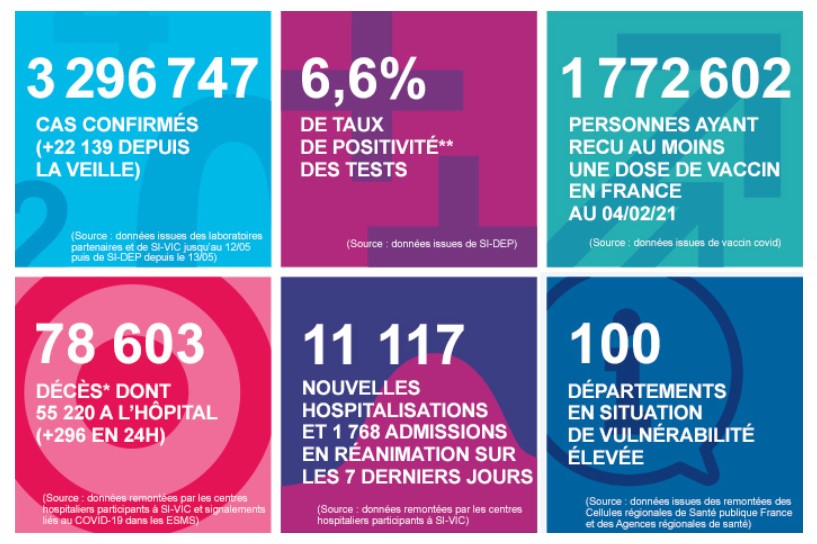 3 296 747
CAS CONFIRMÉS
(+22 139 DEPUIS
LA VEILLE)
(Source : données issues des laboratoires
partenaires et de SI-VIC jusqu'au 12/05
puis de SI-DEP depuis le 13/05)
6,6%
DE TAUX
DE POSITIVITÉ**
DES TESTS
(Source : données issues de SI-DEP)
1 772 602
PERSONNES AYANT
RECU AU MOINS
UNE DOSE DE VACCIN
EN FRANCE
AU 04/02/21
(Source : données issues de vaccin covid)
78 603
DÉCÈS* DONT
55 220 A L'HÔPITAL
(+296 EN 24H)
(Source : données remontées par les centres
hospitaliers participants à SI-VIC et signalements
liés au COVID-19 dans les ESMS)
11 117
NOUVELLES
HOSPITALISATIONS
ET 1 768 ADMISSIONS
EN RÉANIMATION SUR
LES 7 DERNIERS JOURS
(Source : données remontées par les centres
hospitaliers participants à SI-VIC)
100
DÉPARTEMENTS
EN SITUATION
DE VULNÉRABILITÉ
ÉLEVÉE
(Source : données issues des remontées des
Cellules régionales de Santé publique France
et des Agences régionales de santé)